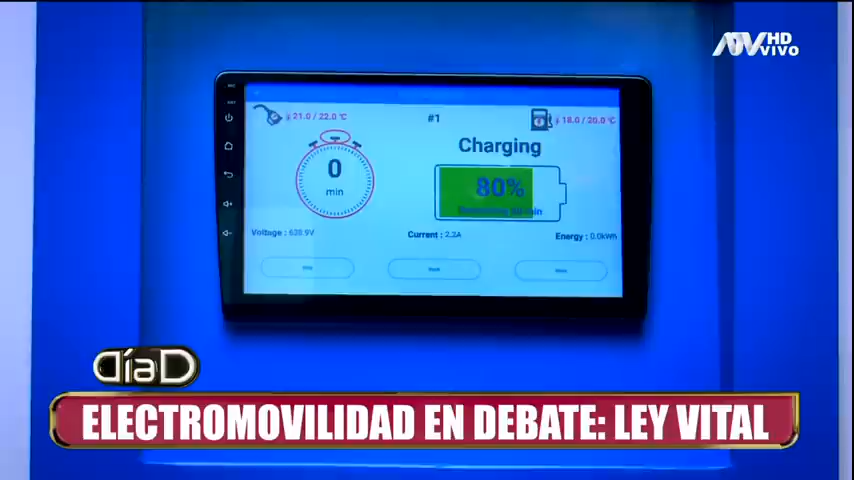 ATV HD
VIVO
21.0 / 22.0 °C
#1
18.0 / 20.0 °C
Charging
0
min
80%
Voltage : 638.9V
Current : 2.2A
Energy : 0.0kWh
DíaD
ELECTROMOVILIDAD EN DEBATE: LEY VITAL